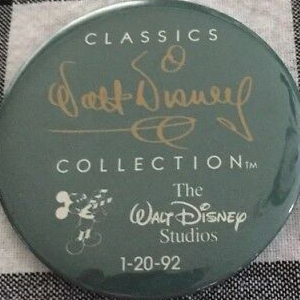 CLASSICS
Walt Disney
COLLECTION™
The
WALT DISNEY
Studios
1-20-92